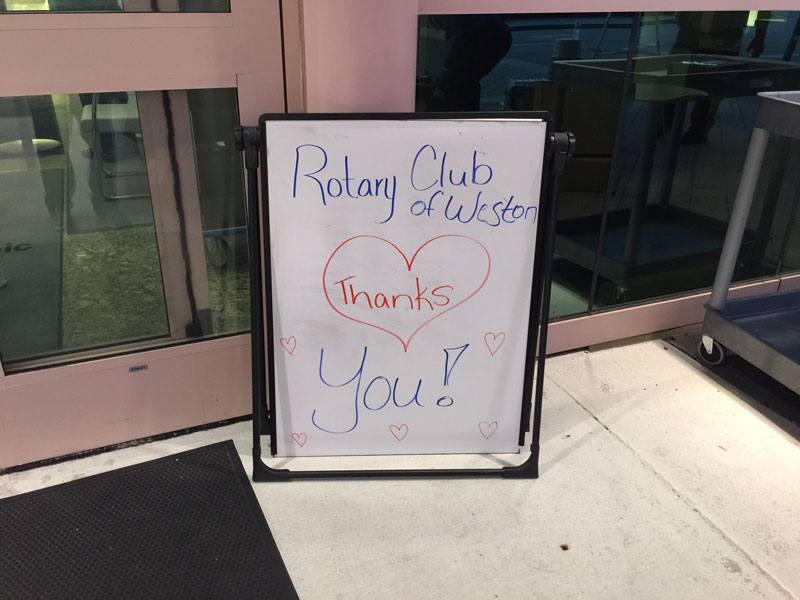 Rotary Club
of Weston
Thanks
You!